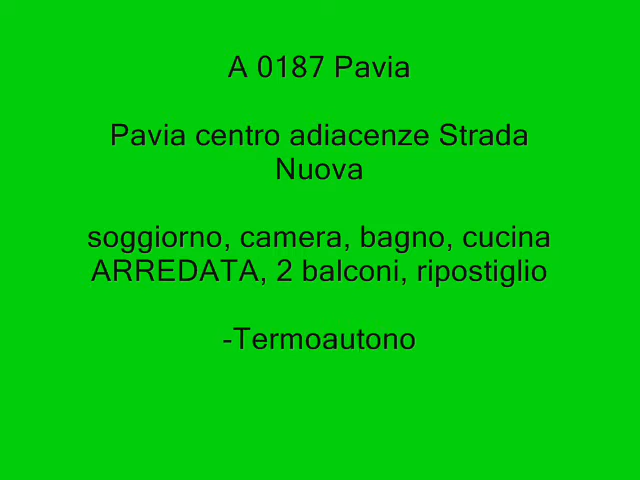 A 0187 Pavia
Pavia centro adiacenze Strada
Nuova
soggiorno, camera, bagno, cucina
ARREDATA, 2 balconi, ripostiglio
-Termoautono